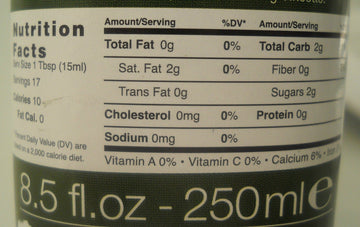 Nutrition
Facts
Serv Size 1 Tbsp (15ml)
Servings 17
Calories 10
Fat Cal. 0
Percent Daily Value (DV) are
based on a 2,000 calorie diet.
Amount/Serving %DV* Amount/Serving
Total Fat 0g 0% Total Carb 2g
Sat. Fat 2g 0% Fiber 0g
Trans Fat 0g Sugars 2g
Cholesterol 0mg 0% Protein 0g
Sodium 0mg 0%
Vitamin A 0% • Vitamin C 0% • Calcium 6% •
8.5 fl.oz - 250ml e